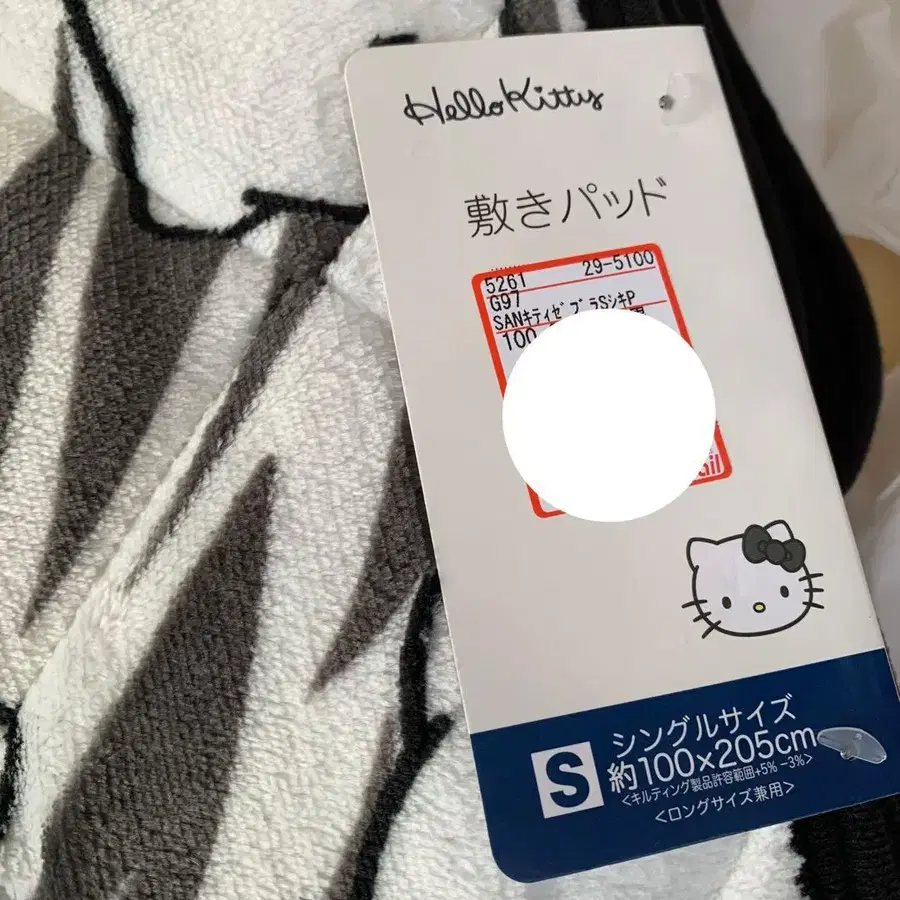 Hello Kitty
敷きパッド
5261 29-5100
G97
SANキティゼブラSシキP
100
ail
S
シングルサイズ
約100×205cm
<キルティング製品許容範囲+5% −3%>
<ロングサイズ兼用>